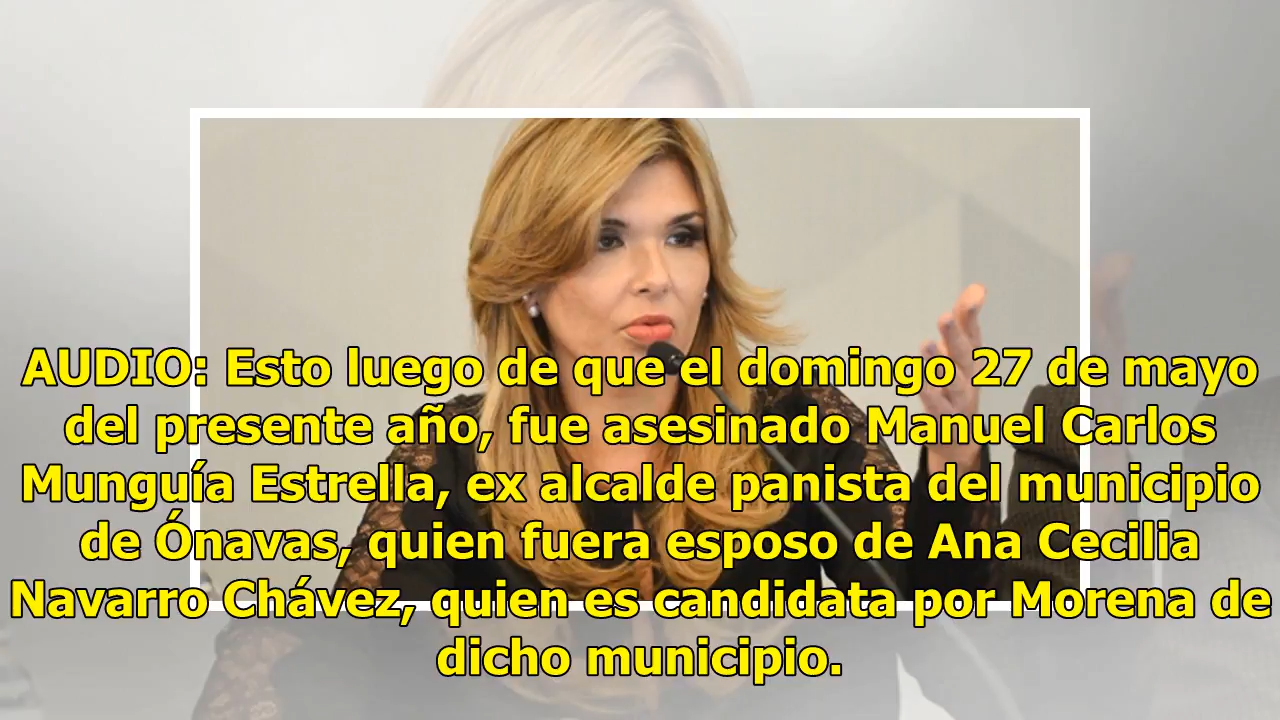 AUDIO: Esto luego de que el domingo 27 de mayo
del presente año, fue asesinado Manuel Carlos
Munguía Estrella, ex alcalde panista del municipio
de Ónavas, quien fuera esposo de Ana Cecilia
Navarro Chávez, quien es candidata por Morena de
dicho municipio.